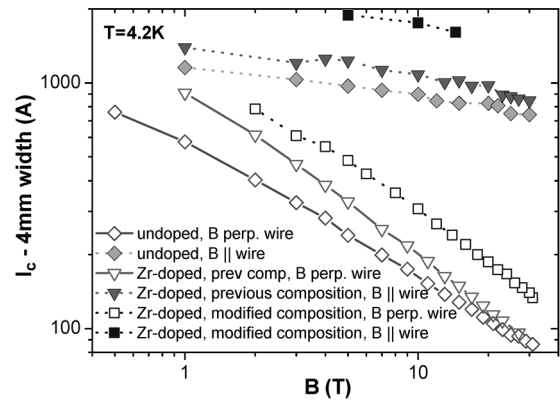 T=4.2K
1000
100
I_c - 4mm width (A)
undoped, B perp. wire
undoped, B || wire
Zr-doped, prev comp, B perp. wire
Zr-doped, previous composition, B || wire
Zr-doped, modified composition, B perp. wire
Zr-doped, modified composition, B || wire
1
10
B (T)